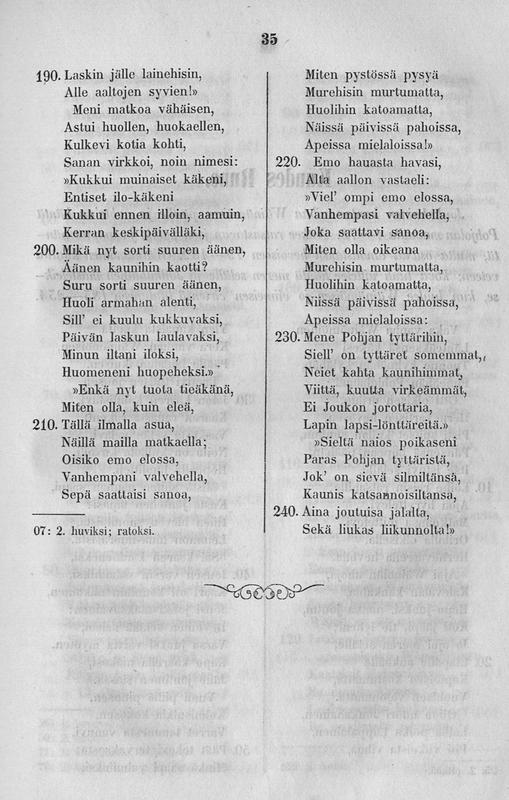 35
190. Laskin jälle lainehisin,
Alle aaltojen syvien!»
Meni matkoa vähäisen,
Astui huollen, huokaellen,
Kulkevi kotia kohti,
Sanan virkkoi, noin nimesi:
»Kukkui muinaiset käkeni,
Entiset ilo-käkeni
Kukkui ennen illoin, aamuin,
Kerran keskipäivälläki,
200. Mikä nyt sorti suuren äänen,
Äänen kaunihin kaotti?
Suru sorti suuren äänen,
Huoli armahan alenti,
Sill' ei kuulu kukkuvaksi,
Päivän laskun laulavaksi,
Minun iltani iloksi,
Huomeneni huopeheksi.»
»Enkä nyt tuota tieäkänä,
Miten olla, kuin eleä,
210. Tällä ilmalla asua,
Näillä mailla matkaella;
Oisiko emo elossa,
Vanhempani valvehella,
Sepä saattaisi sanoa,
07: 2. huviksi; ratoksi.
Miten pystössä pysyä
Murehisin murtumatta,
Huolihin katoamatta,
Näissä päivissä pahoissa,
Apeissa mielaloissa!»
220. Emo hauasta havasi,
Alta aallon vastaeli:
»Viel' ompi emo elossa,
Vanhempasi valvehella,
Joka saattavi sanoa,
Miten olla oikeana
Murehisin murtumatta,
Huolihin katoamatta,
Niissä päivissä pahoissa,
Apeissa mielaloissa:
230. Mene Pohjan tyttärihin,
Siell' on tyttäret somemmat,
Neiet kahta kaunihimmat,
Viittä, kuutta virkeämmät,
Ei Joukon jorottaria,
Lapin lapsi-lönttäreitä.»
»Sieltä naios poikaseni
Paras Pohjan tyttäristä,
Jok' on sievä silmiltänsä,
Kaunis katsannoisiltansa,
240. Aina joutuisa jalalta,
Sekä liukas liikunnolta!»